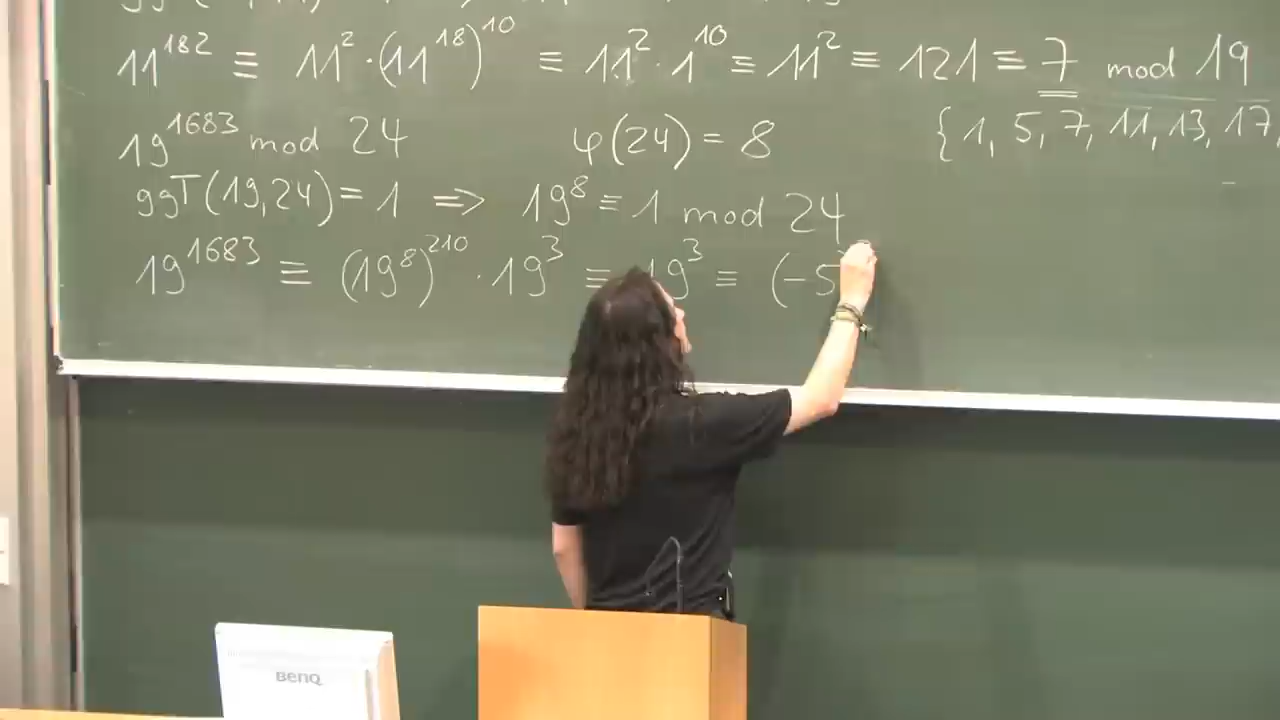 11^182 ≡ 11^2 · (11^18)^10 ≡ 11^2 · 1^10 ≡ 11^2 ≡ 121 ≡ 7 mod 19
19^1683 mod 24 φ(24) = 8 {1, 5, 7, 11, 13, 17,
ggT(19,24) = 1 => 19^8 ≡ 1 mod 24
19^1683 ≡ (19^8)^210 · 19^3 ≡ 19^3 ≡ (-5
BenQ